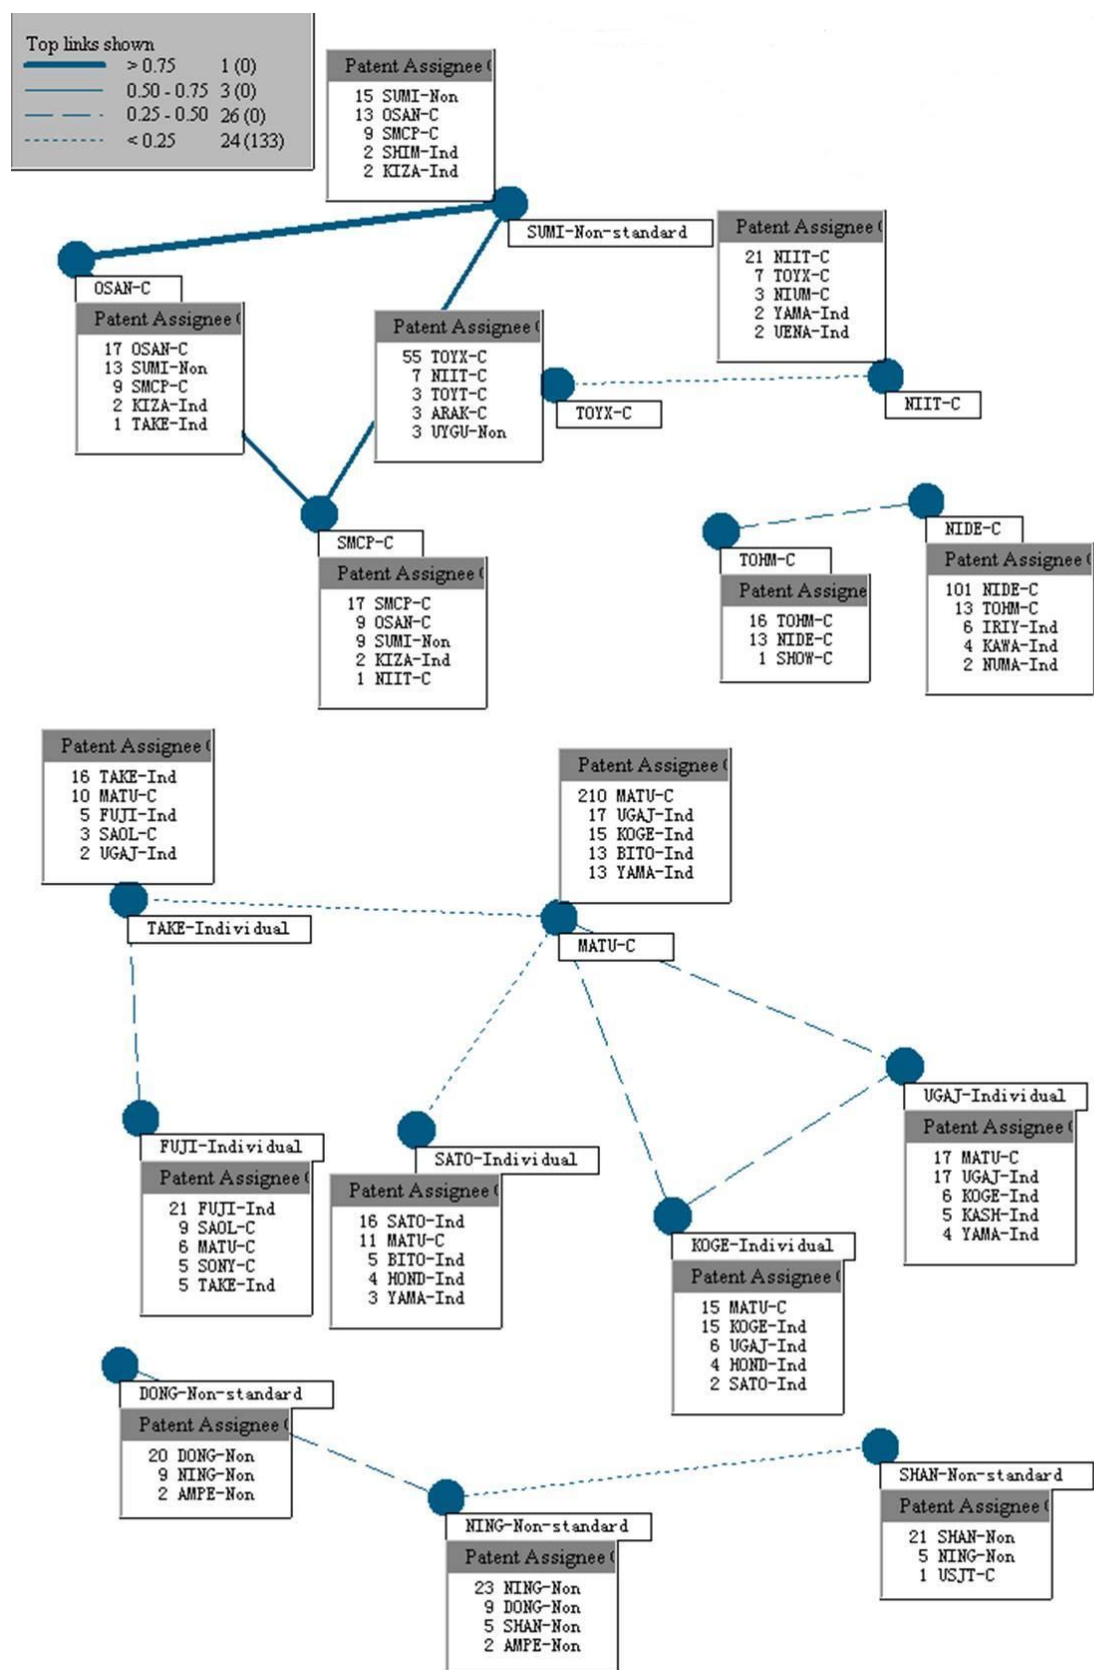 Top links shown
> 0.75 1 (0)
0.50 - 0.75 3 (0)
0.25 - 0.50 26 (0)
< 0.25 24 (133)
Patent Assignee
15 SUMI-Non
13 OSAN-C
9 SMCP-C
2 SHIM-Ind
2 KIZA-Ind
SUMI-Non-standard
OSAN-C
Patent Assignee
17 OSAN-C
13 SUMI-Non
9 SMCP-C
2 KIZA-Ind
1 TAKE-Ind
Patent Assignee
55 TOYX-C
7 NIIT-C
3 TOYT-C
3 ARAK-C
3 UYGU-Non
TOYX-C
Patent Assignee
21 NIIT-C
7 TOYX-C
3 NIUM-C
2 YAMA-Ind
2 UENA-Ind
NIIT-C
SMCP-C
Patent Assignee
17 SMCP-C
9 OSAN-C
9 SUMI-Non
2 KIZA-Ind
1 NIIT-C
TOHM-C
Patent Assigne
16 TOHM-C
13 NIDE-C
1 SHOW-C
NIDE-C
Patent Assignee
101 NIDE-C
13 TOHM-C
6 IRIY-Ind
4 KAWA-Ind
2 NUMA-Ind
Patent Assignee
16 TAKE-Ind
10 MATU-C
5 FUJI-Ind
3 SAOL-C
2 UGAJ-Ind
TAKE-Individual
Patent Assignee
210 MATU-C
17 UGAJ-Ind
15 KOGE-Ind
13 BITO-Ind
13 YAMA-Ind
MATU-C
FUJI-Individual
Patent Assignee
21 FUJI-Ind
9 SAOL-C
6 MATU-C
5 SONY-C
5 TAKE-Ind
SATO-Individual
Patent Assignee
16 SATO-Ind
11 MATU-C
5 BITO-Ind
4 HOND-Ind
3 YAMA-Ind
KOGE-Individual
Patent Assignee
15 MATU-C
15 KOGE-Ind
6 UGAJ-Ind
4 HOND-Ind
2 SATO-Ind
UGAJ-Individual
Patent Assignee
17 MATU-C
17 UGAJ-Ind
6 KOGE-Ind
5 KASH-Ind
4 YAMA-Ind
DONG-Non-standard
Patent Assignee
20 DONG-Non
9 NING-Non
2 AMPE-Non
NING-Non-standard
Patent Assignee
23 NING-Non
9 DONG-Non
5 SHAN-Non
2 AMPE-Non
SHAN-Non-standard
Patent Assignee
21 SHAN-Non
5 NING-Non
1 USJT-C